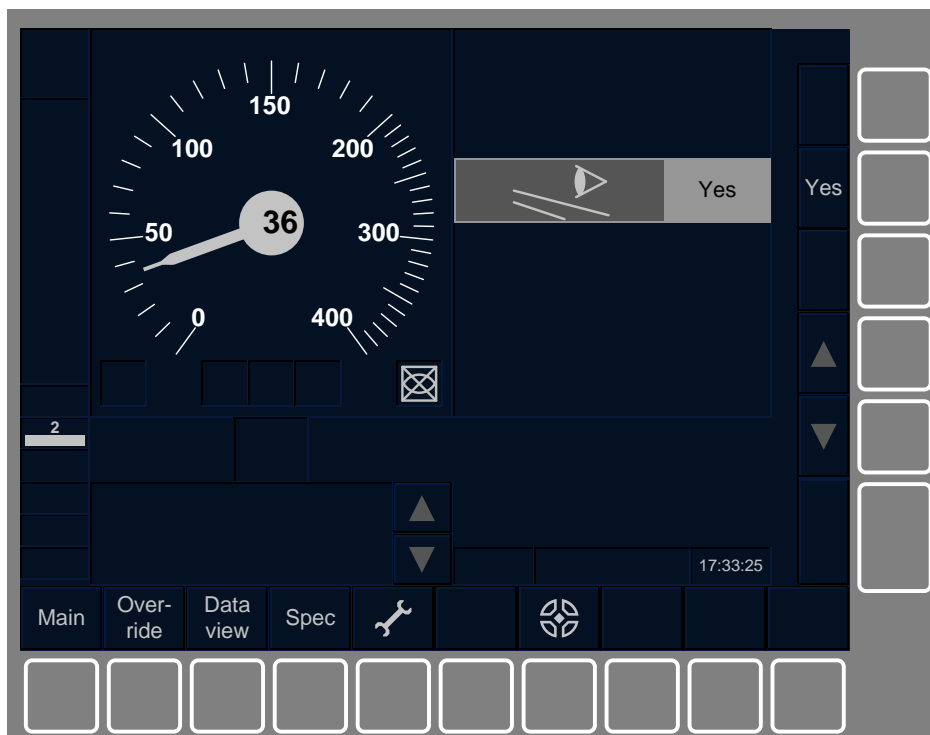 150
100
200
36
50
300
0
400
Yes
Yes
2
17:33:25
Main
Over-
ride
Data
view
Spec